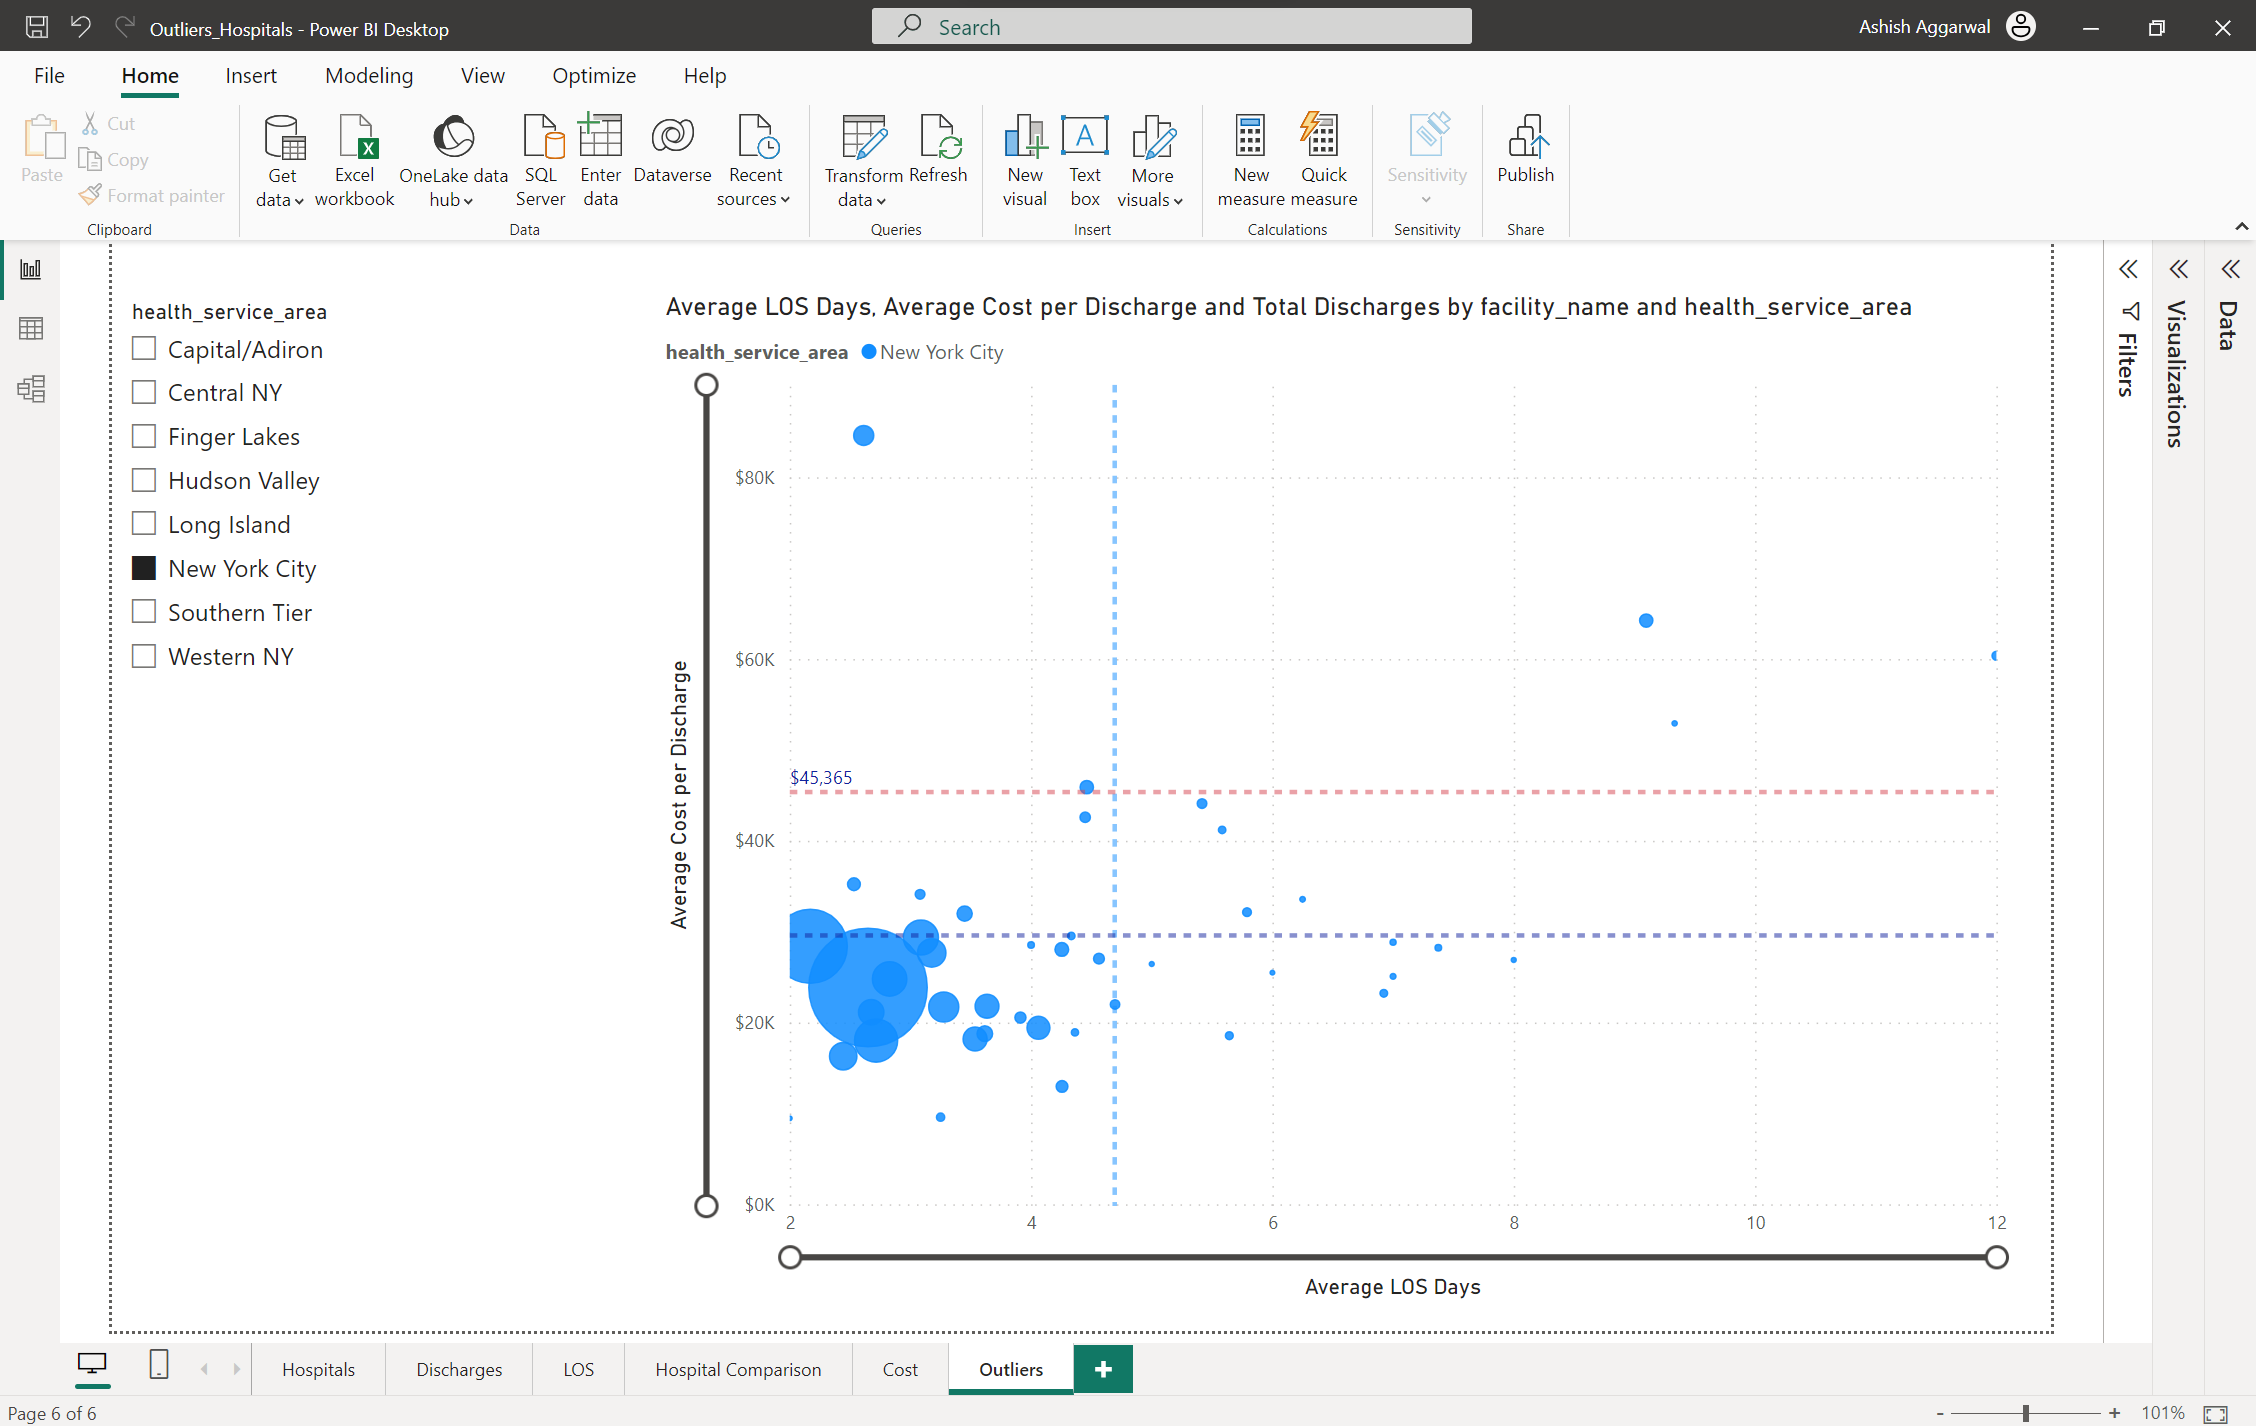 Outliers_Hospitals - Power BI Desktop
Search
Ashish Aggarwal
File Home Insert Modeling View Optimize Help
Paste
Cut
Copy
Format painter
Clipboard
Get data
Excel workbook
OneLake data hub
SQL Server
Enter data
Dataverse
Recent sources
Data
Transform data
Refresh
Queries
New visual
Text box
More visuals
Insert
New measure
Quick measure
Calculations
Sensitivity
Sensitivity
Publish
Share
health_service_area
Capital/Adiron
Central NY
Finger Lakes
Hudson Valley
Long Island
New York City
Southern Tier
Western NY
Average LOS Days, Average Cost per Discharge and Total Discharges by facility_name and health_service_area
health_service_area New York City
Average Cost per Discharge
$80K
$60K
$45,365
$40K
$20K
$0K
2 4 6 8 10 12
Average LOS Days
Filters
Visualizations
Data
Hospitals Discharges LOS Hospital Comparison Cost Outliers +
Page 6 of 6
- + 101%